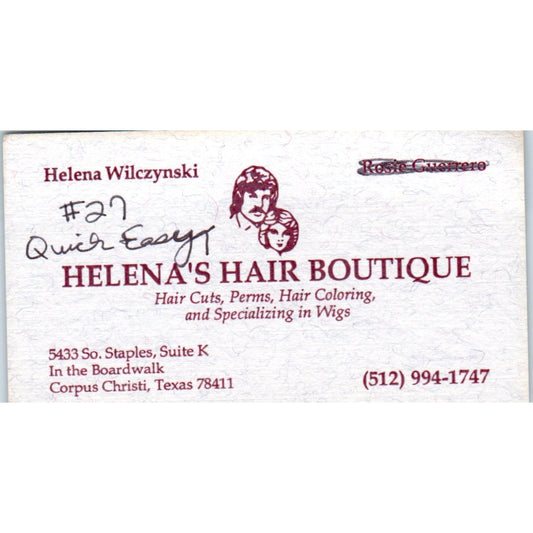 Helena Wilczynski
Rosie Guerrero
#27
Quick Easy
HELENA'S HAIR BOUTIQUE
Hair Cuts, Perms, Hair Coloring,
and Specializing in Wigs
5433 So. Staples, Suite K
In the Boardwalk
Corpus Christi, Texas 78411
(512) 994-1747